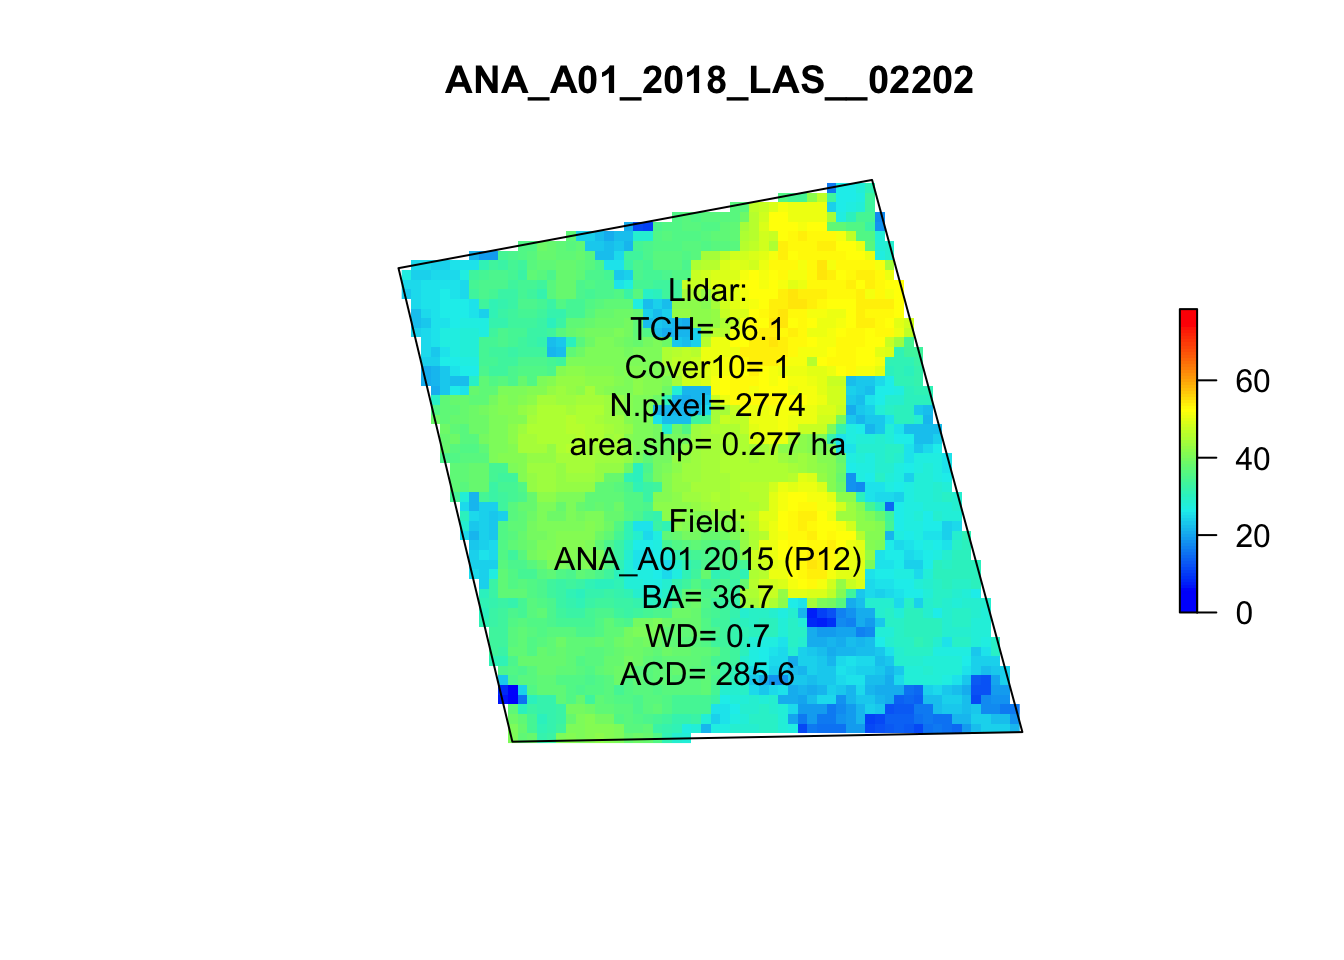 ANA_A01_2018_LAS__02202
Lidar:
TCH= 36.1
Cover10= 1
N.pixel= 2774
area.shp= 0.277 ha
Field:
ANA_A01 2015 (P12)
BA= 36.7
WD= 0.7
ACD= 285.6
60
40
20
0